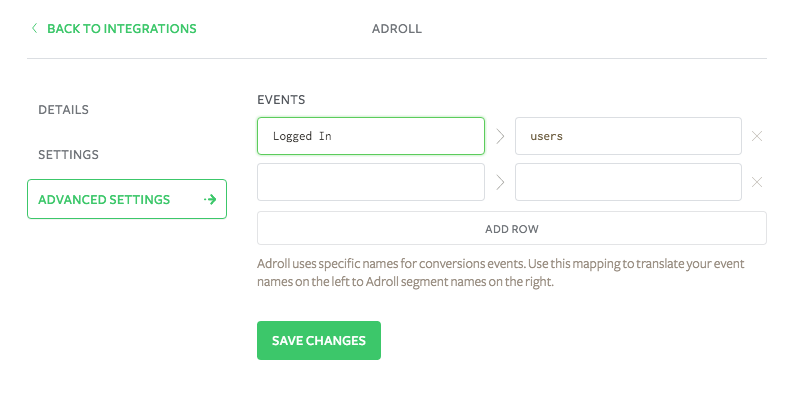 BACK TO INTEGRATIONS
ADROLL
DETAILS
SETTINGS
ADVANCED SETTINGS
EVENTS
Logged In
users
ADD ROW
Adroll uses specific names for conversions events. Use this mapping to translate your event
names on the left to Adroll segment names on the right.
SAVE CHANGES